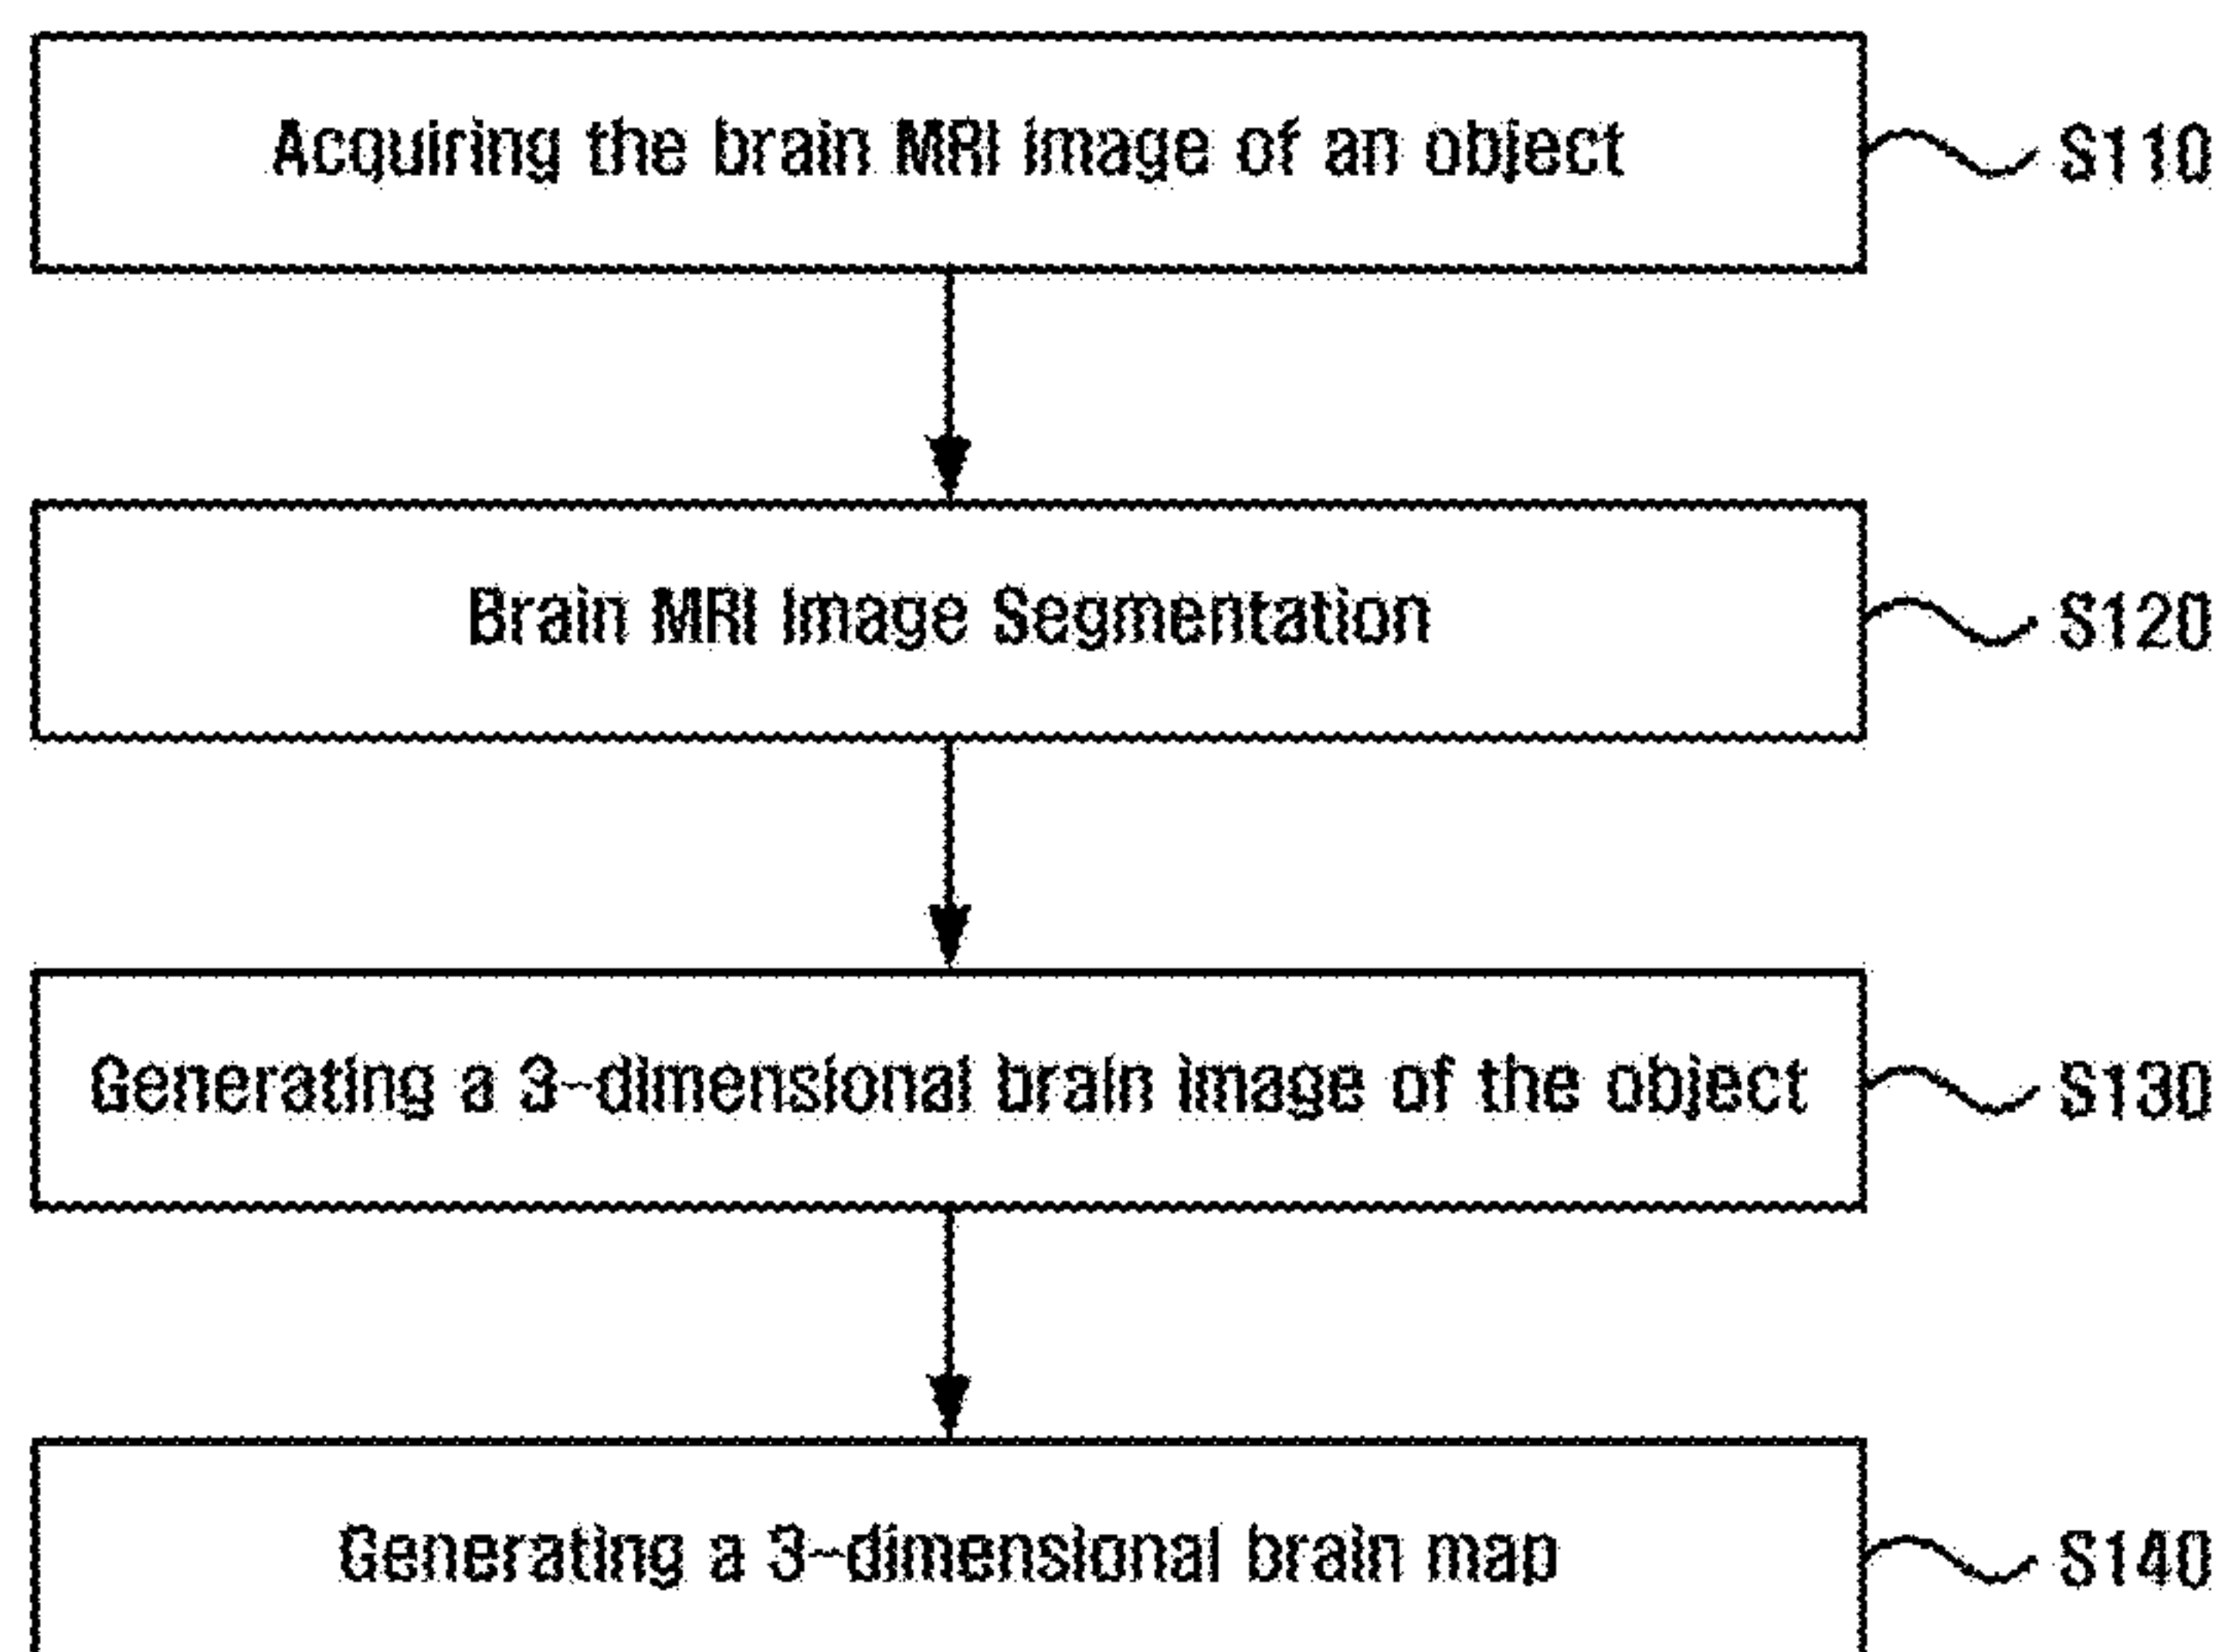 Acquiring the brain MRI image of an object S110
Brain MRI Image Segmentation S120
Generating a 3-dimensional brain image of the object S130
Generating a 3-dimensional brain map S140